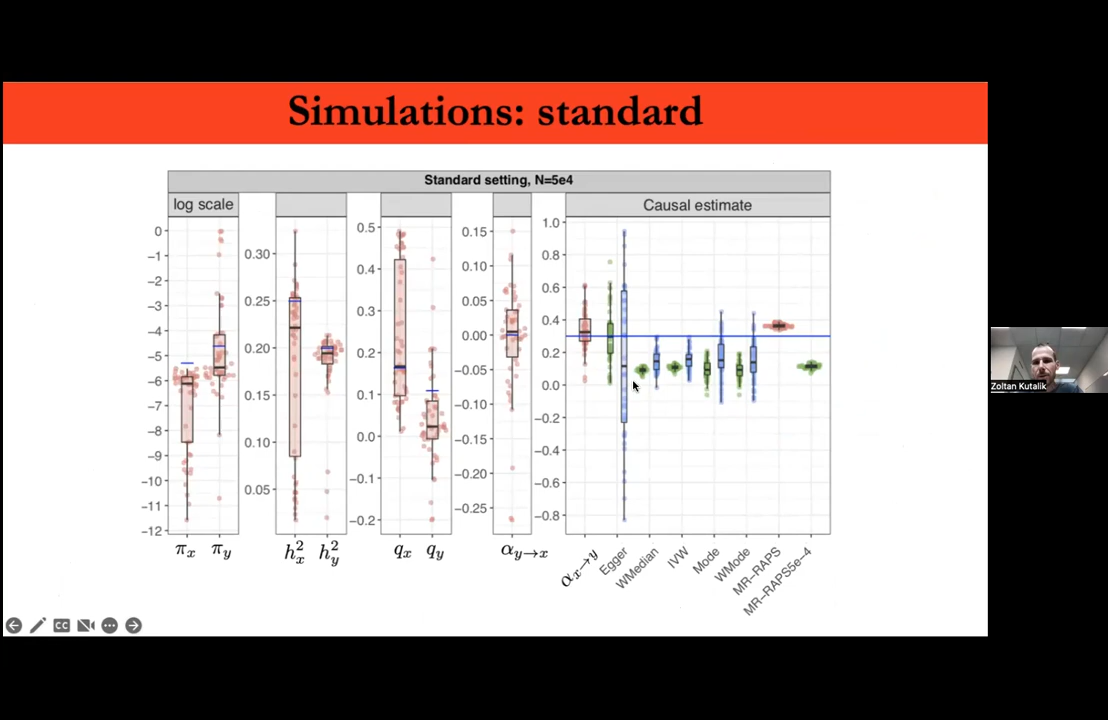 Simulations: standard
Standard setting, N=5e4
log scale
Causal estimate
0
−1
−2
−3
−4
−5
−6
−7
−8
−9
−10
−11
−12
0.30
0.25
0.20
0.15
0.10
0.05
0.5
0.4
0.3
0.2
0.1
0.0
−0.1
−0.2
0.15
0.10
0.05
0.00
−0.05
−0.10
−0.15
−0.20
−0.25
1.0
0.8
0.6
0.4
0.2
0.0
−0.2
−0.4
−0.6
−0.8
πx πy
h²x h²y
qx qy
αy→x
αx→y
Egger
WMedian
IVW
Mode
WMode
MR−RAPS
MR−RAPS5e−4
CC
Zoltan Kutalik